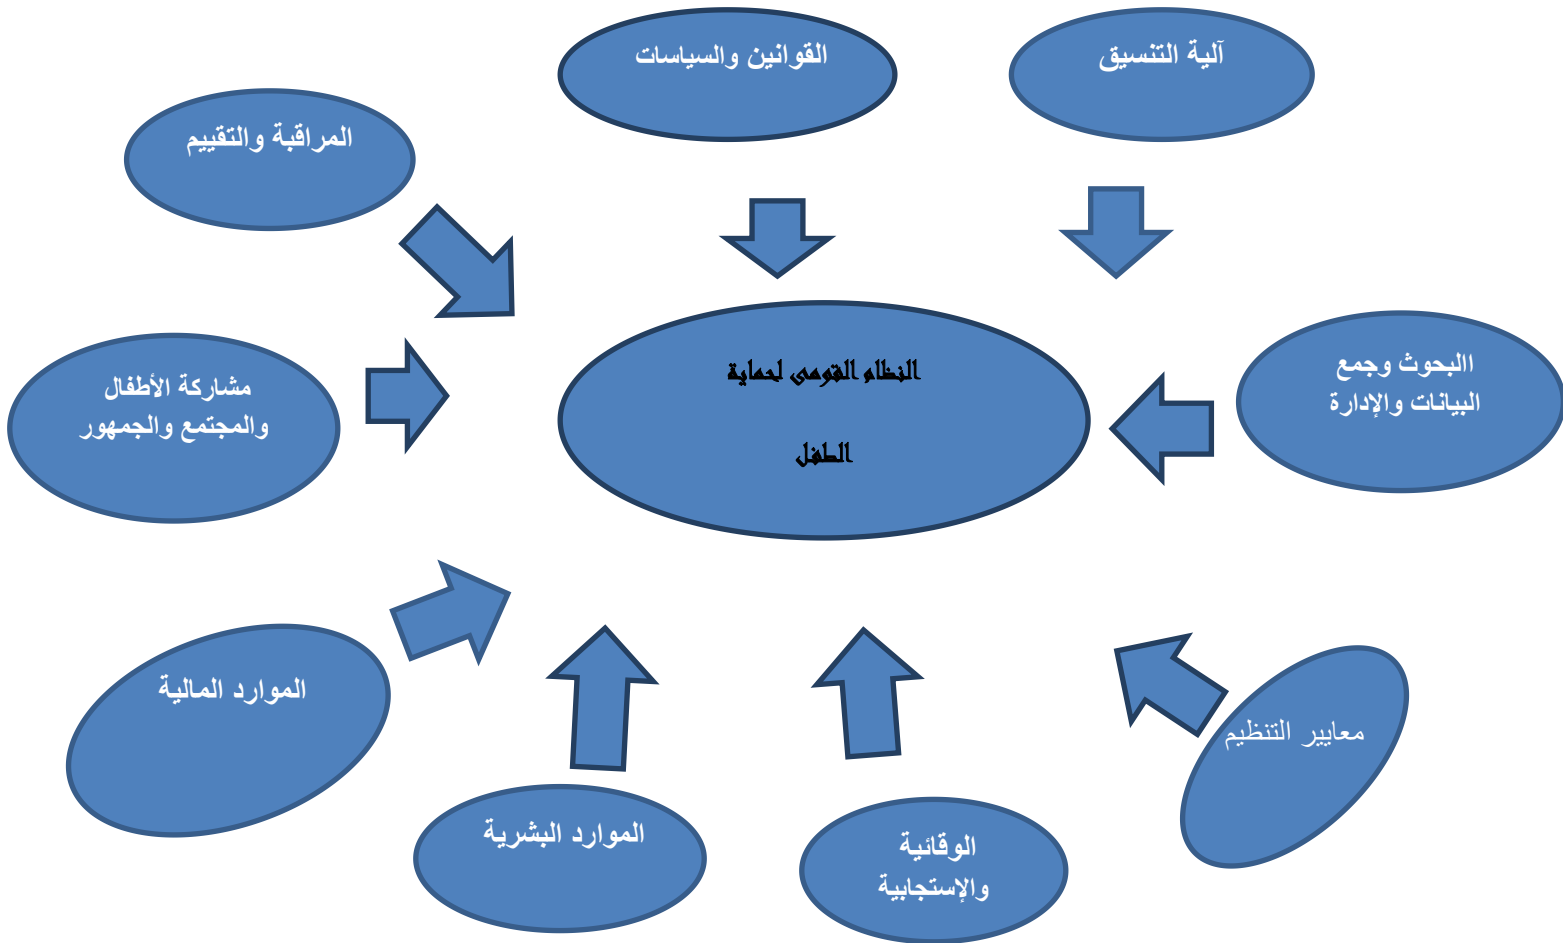 آلية التنسيق
القوانين والسياسات
المراقبة والتقييم
النظام القومى لحماية
الطفل
االبحوث وجمع
البيانات والإدارة
مشاركة الأطفال
والمجتمع والجمهور
معايير التنظيم
الموارد المالية
الوقائية
والإستجابية
الموارد البشرية